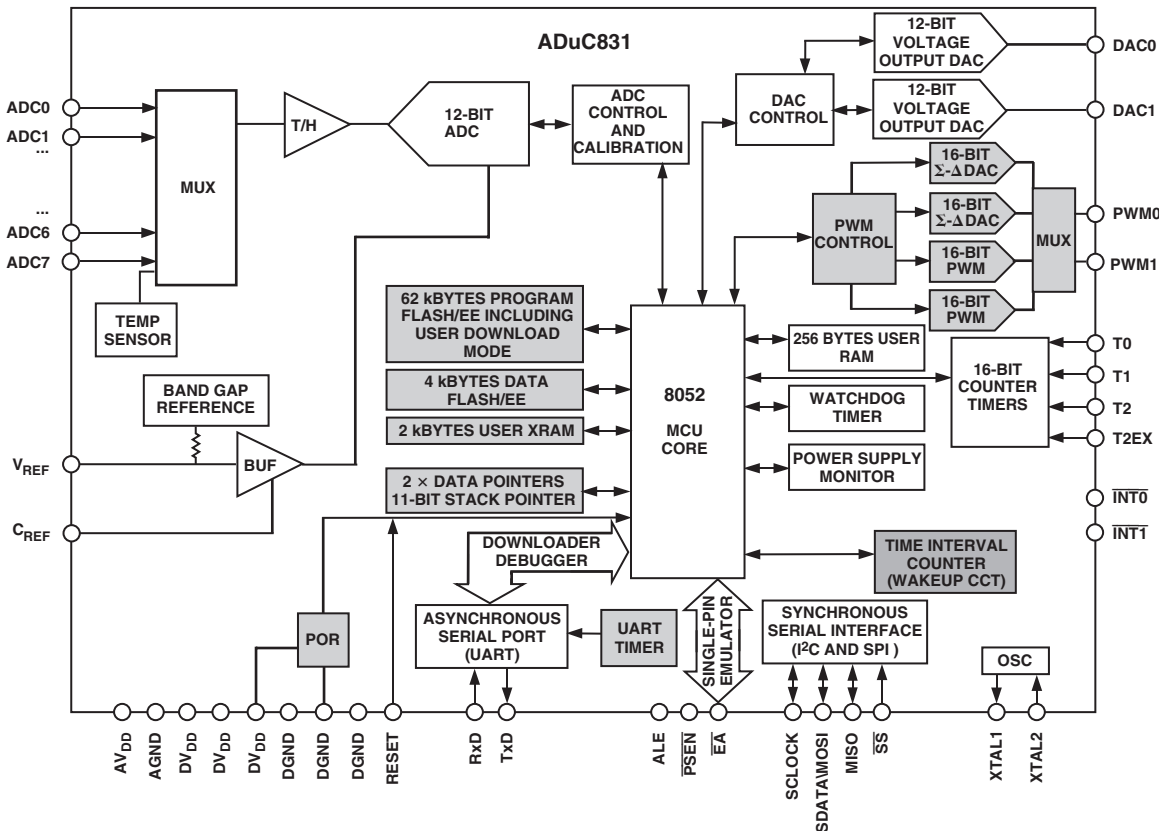 ADuC831
ADC0
ADC1
...
...
ADC6
ADC7
MUX
TEMP
SENSOR
T/H
12-BIT
ADC
ADC
CONTROL
AND
CALIBRATION
DAC
CONTROL
12-BIT
VOLTAGE
OUTPUT DAC
12-BIT
VOLTAGE
OUTPUT DAC
DAC0
DAC1
PWM
CONTROL
16-BIT
Σ-Δ DAC
16-BIT
Σ-Δ DAC
16-BIT
PWM
16-BIT
PWM
MUX
PWM0
PWM1
BAND GAP
REFERENCE
VREF
BUF
CREF
62 kBYTES PROGRAM
FLASH/EE INCLUDING
USER DOWNLOAD
MODE
4 kBYTES DATA
FLASH/EE
2 kBYTES USER XRAM
2 × DATA POINTERS
11-BIT STACK POINTER
8052
MCU
CORE
256 BYTES USER
RAM
WATCHDOG
TIMER
POWER SUPPLY
MONITOR
16-BIT
COUNTER
TIMERS
T0
T1
T2
T2EX
INT0
INT1
TIME INTERVAL
COUNTER
(WAKEUP CCT)
DOWNLOADER
DEBUGGER
POR
ASYNCHRONOUS
SERIAL PORT
(UART)
UART
TIMER
SINGLE-PIN
EMULATOR
SYNCHRONOUS
SERIAL INTERFACE
(I2C AND SPI )
OSC
AVDD
AGND
DVDD
DVDD
DVDD
DGND
DGND
DGND
RESET
RxD
TxD
ALE
PSEN
EA
SCLOCK
SDATA\MOSI
MISO
SS
XTAL1
XTAL2